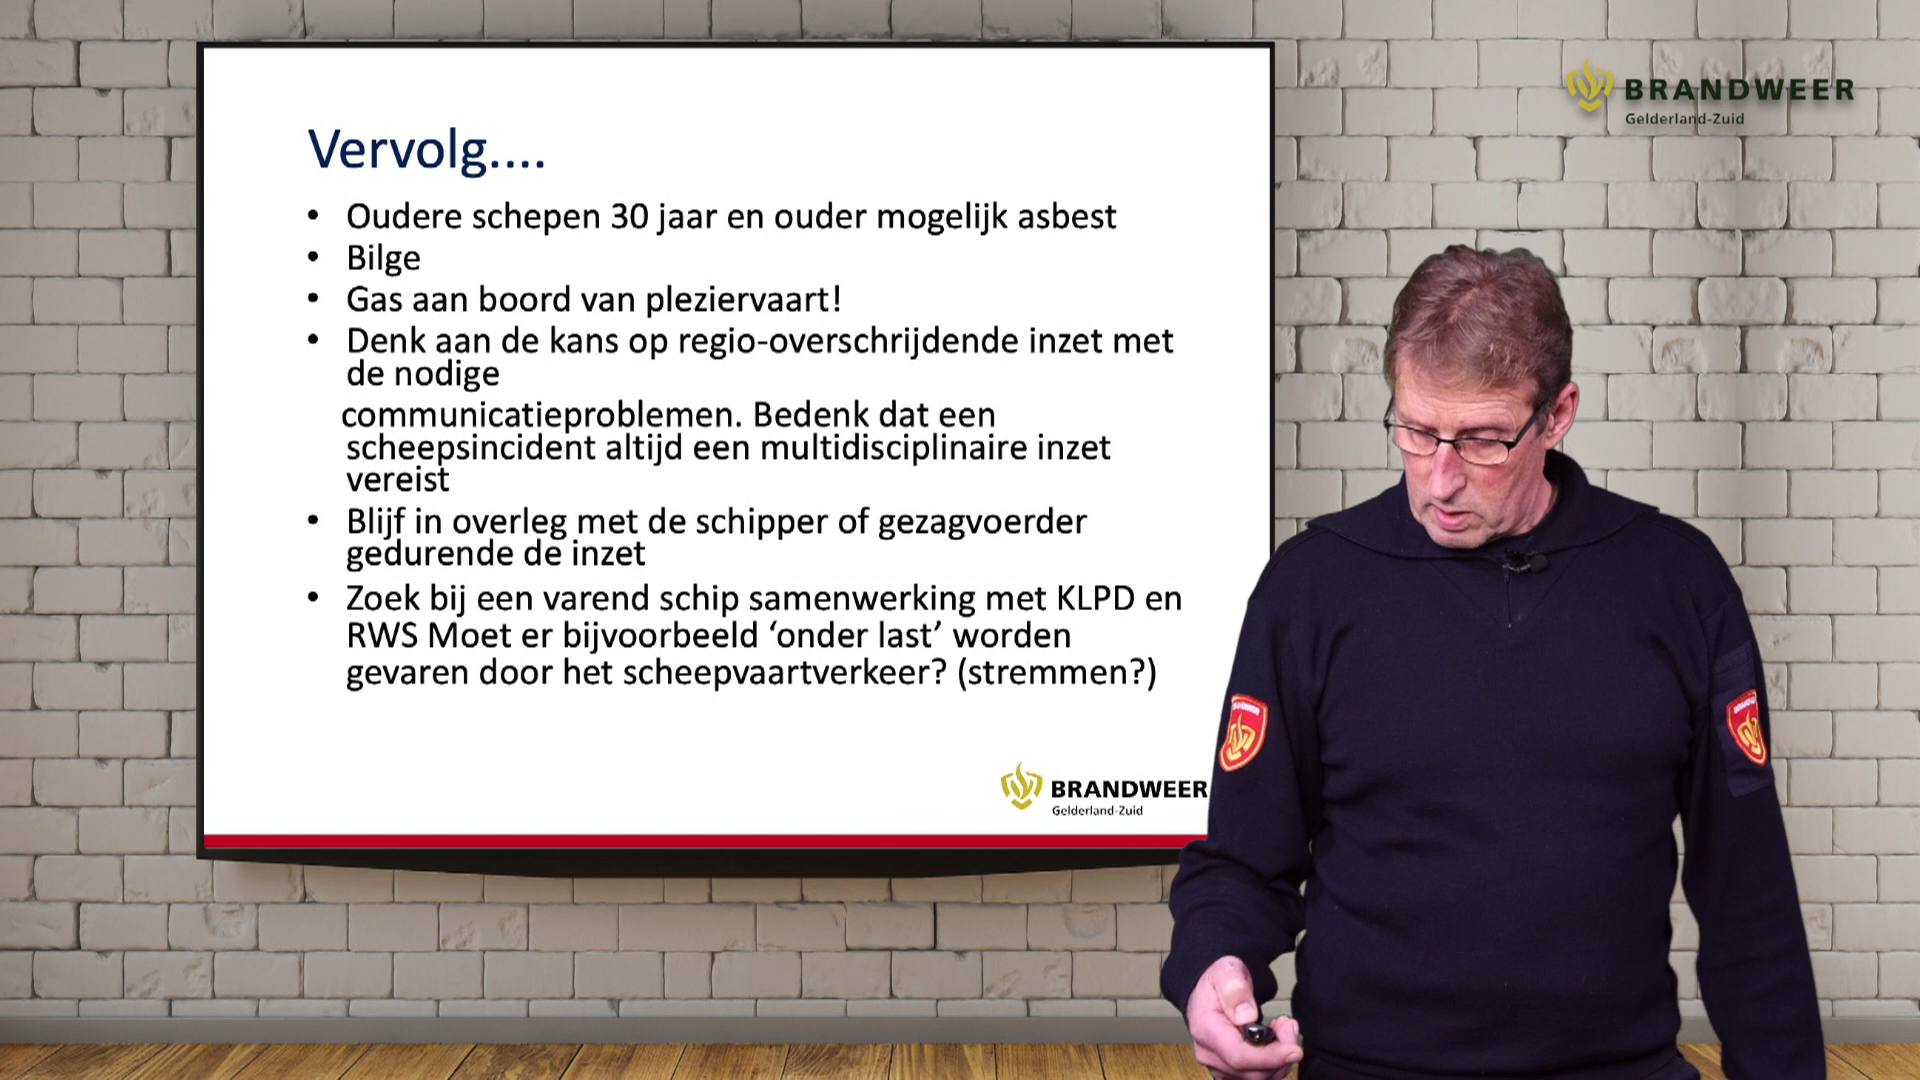 Vervolg....
• Oudere schepen 30 jaar en ouder mogelijk asbest
• Bilge
• Gas aan boord van pleziervaart!
• Denk aan de kans op regio-overschrijdende inzet met
de nodige
communicatieproblemen. Bedenk dat een
scheepsincident altijd een multidisciplinaire inzet
vereist
• Blijf in overleg met de schipper of gezagvoerder
gedurende de inzet
• Zoek bij een varend schip samenwerking met KLPD en
RWS Moet er bijvoorbeeld ‘onder last’ worden
gevaren door het scheepvaartverkeer? (stremmen?)
BRANDWEER
Gelderland-Zuid
BRANDWEER
Gelderland-Zuid